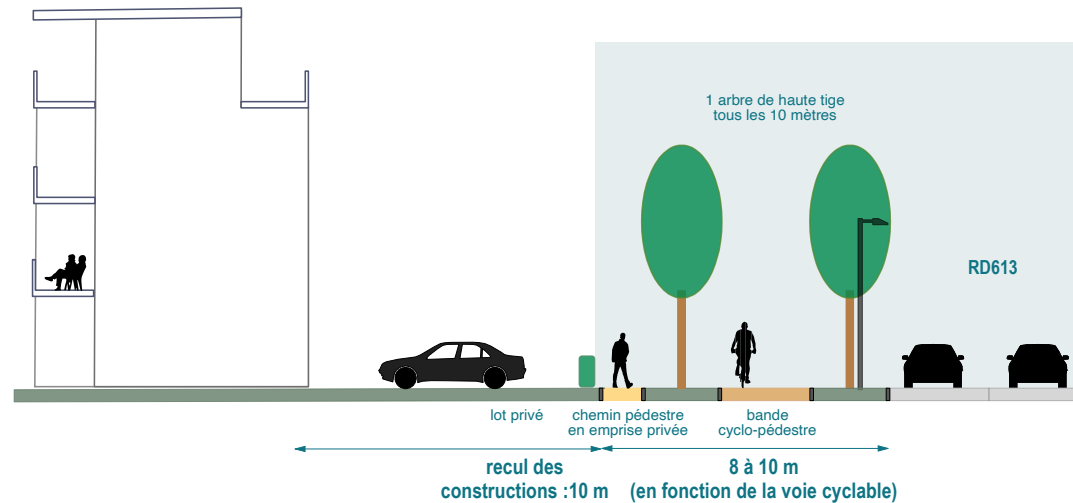 1 arbre de haute tige
tous les 10 mètres
RD613
lot privé
chemin pédestre
en emprise privée
bande
cyclo-pédestre
recul des
constructions :10 m
8 à 10 m
(en fonction de la voie cyclable)